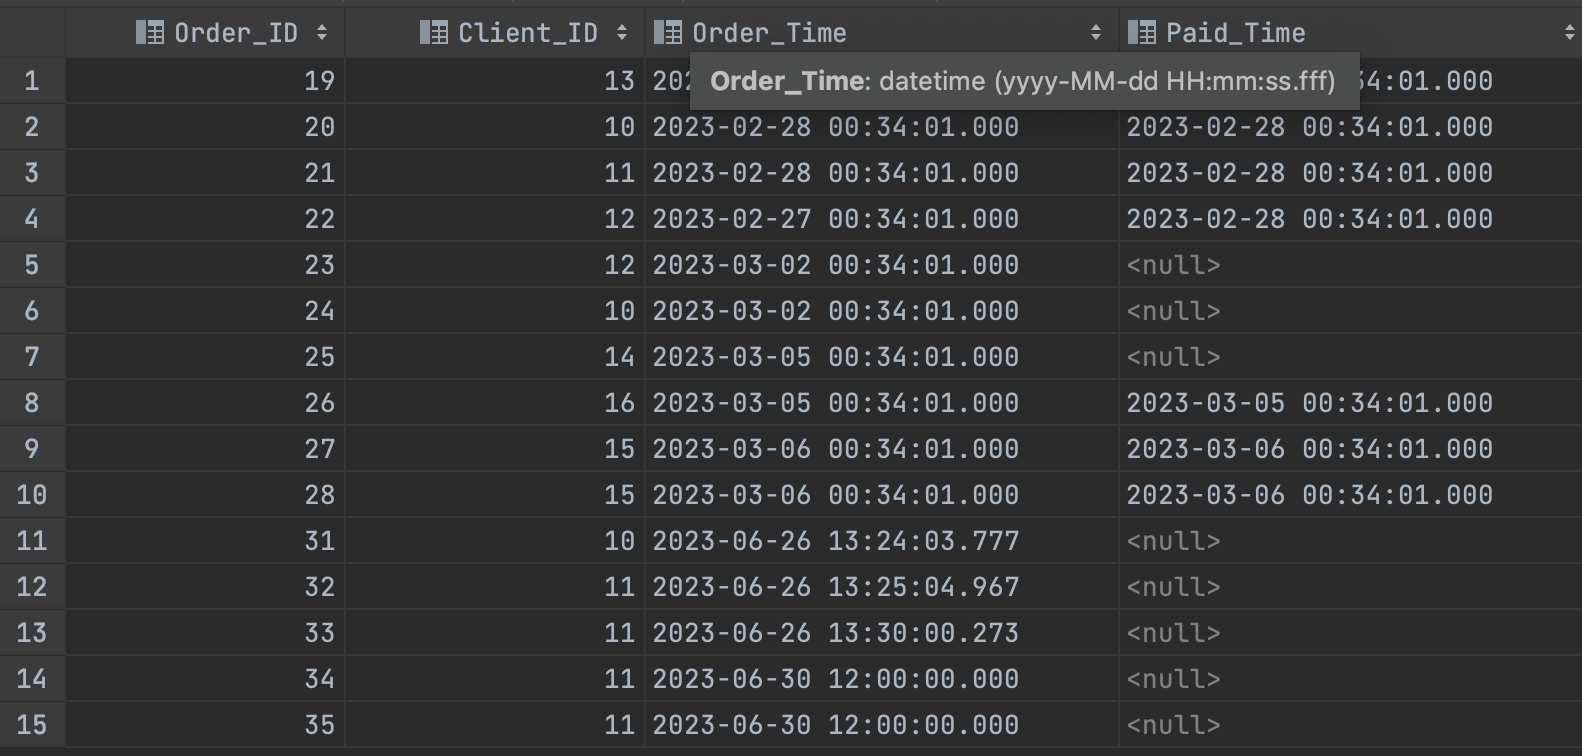 Order_ID Client_ID Order_Time Paid_Time
Order_Time: datetime (yyyy-MM-dd HH:mm:ss.fff)
1 19 13 34:01.000
2 20 10 2023-02-28 00:34:01.000 2023-02-28 00:34:01.000
3 21 11 2023-02-28 00:34:01.000 2023-02-28 00:34:01.000
4 22 12 2023-02-27 00:34:01.000 2023-02-28 00:34:01.000
5 23 12 2023-03-02 00:34:01.000 <null>
6 24 10 2023-03-02 00:34:01.000 <null>
7 25 14 2023-03-05 00:34:01.000 <null>
8 26 16 2023-03-05 00:34:01.000 2023-03-05 00:34:01.000
9 27 15 2023-03-06 00:34:01.000 2023-03-06 00:34:01.000
10 28 15 2023-03-06 00:34:01.000 2023-03-06 00:34:01.000
11 31 10 2023-06-26 13:24:03.777 <null>
12 32 11 2023-06-26 13:25:04.967 <null>
13 33 11 2023-06-26 13:30:00.273 <null>
14 34 11 2023-06-30 12:00:00.000 <null>
15 35 11 2023-06-30 12:00:00.000 <null>